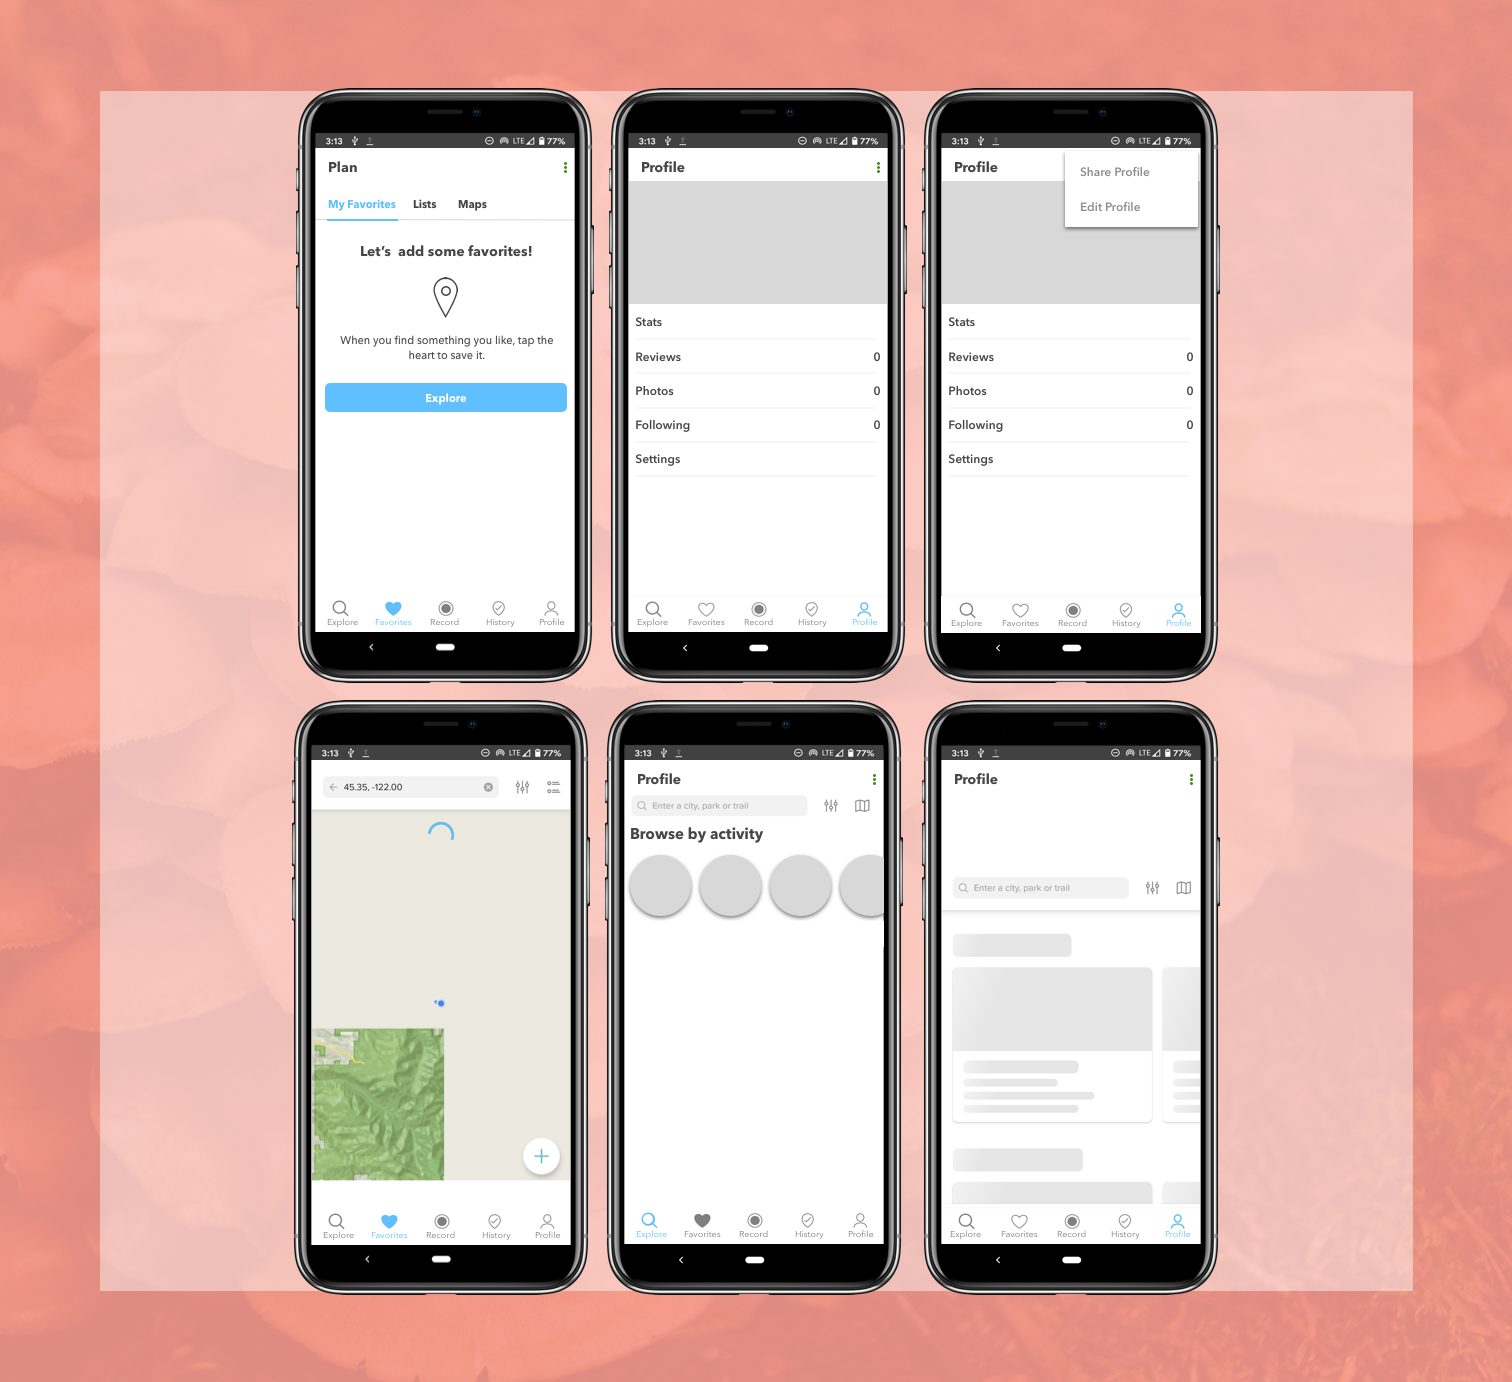 3:13 LTE 77%
Plan
My Favorites Lists Maps
Let's add some favorites!
When you find something you like, tap the
heart to save it.
Explore
Explore Favorites Record History Profile
3:13 LTE 77%
Profile
Stats
Reviews 0
Photos 0
Following 0
Settings
Explore Favorites Record History Profile
3:13 LTE 77%
Profile
Share Profile
Edit Profile
Stats
Reviews 0
Photos 0
Following 0
Settings
Explore Favorites Record History Profile
3:13 LTE 77%
45.35, -122.00
Explore Favorites Record History Profile
3:13 LTE 77%
Profile
Enter a city, park or trail
Browse by activity
Explore Favorites Record History Profile
3:13 LTE 77%
Profile
Enter a city, park or trail
Explore Favorites Record History Profile